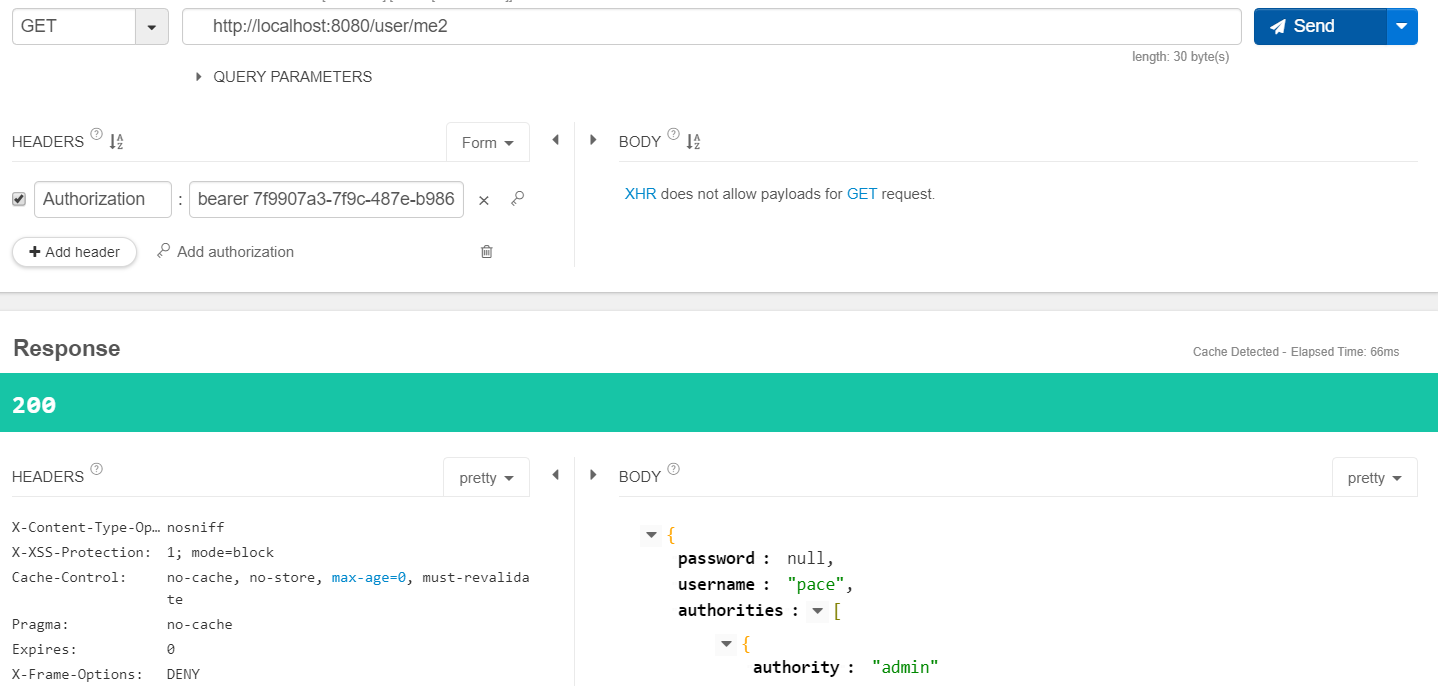 GET
http://localhost:8080/user/me2
Send
length: 30 byte(s)
QUERY PARAMETERS
HEADERS ?
Form
BODY ?
Authorization : bearer 7f9907a3-7f9c-487e-b986
XHR does not allow payloads for GET request.
+ Add header
Add authorization
Response
Cache Detected - Elapsed Time: 66ms
200
HEADERS ?
pretty
BODY ?
pretty
X-Content-Type-Op… nosniff
X-XSS-Protection: 1; mode=block
Cache-Control: no-cache, no-store, max-age=0, must-revalida
te
Pragma: no-cache
Expires: 0
X-Frame-Options: DENY
{
password : null,
username : "pace",
authorities : [
{
authority : "admin"